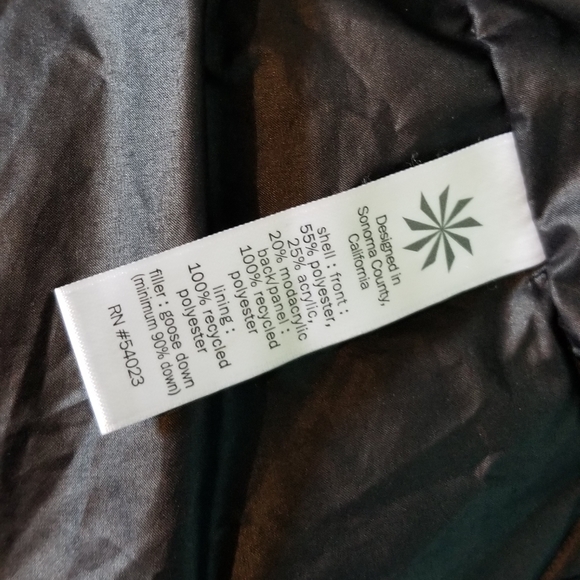 Designed in
Sonoma County,
California
shell : front :
55% polyester,
25% acrylic,
20% modacrylic
back/panel :
100% recycled
polyester
lining :
100% recycled
polyester
filler : goose down
(minimum 90% down)
RN #54023